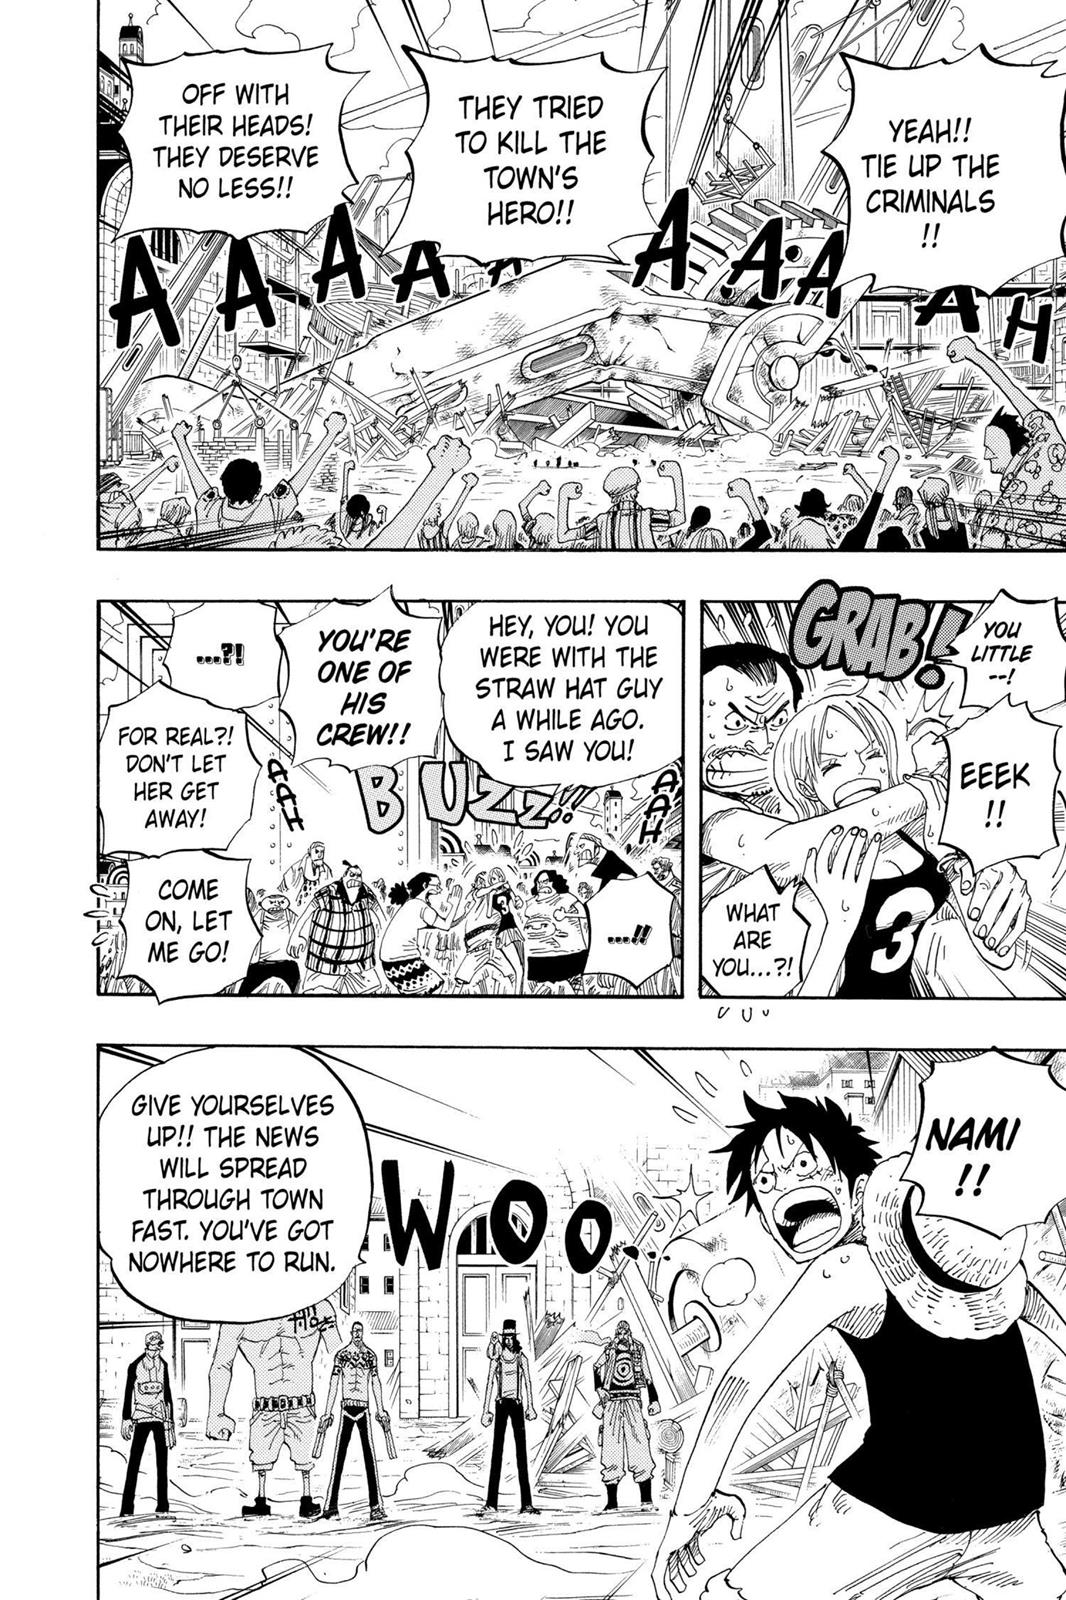 YEAH!!
TIE UP THE
CRIMINALS
!!
THEY TRIED
TO KILL THE
TOWN'S
HERO!!
OFF WITH
THEIR HEADS!
THEY DESERVE
NO LESS!!
AAAAAAAAAAH
YOU
LITTLE
--!
GRAB!
EEEK
!!
WHAT
ARE
YOU...?!
3
HEY, YOU! YOU
WERE WITH THE
STRAW HAT GUY
A WHILE AGO.
I SAW YOU!
YOU'RE
ONE OF
HIS
CREW!!
...?!
FOR REAL?!
DON'T LET
HER GET
AWAY!
BUZZ!!
AAH
AAH
...!!
COME
ON, LET
ME GO!
NAMI
!!
WOO...
GIVE YOURSELVES
UP!! THE NEWS
WILL SPREAD
THROUGH TOWN
FAST. YOU'VE GOT
NOWHERE TO RUN.